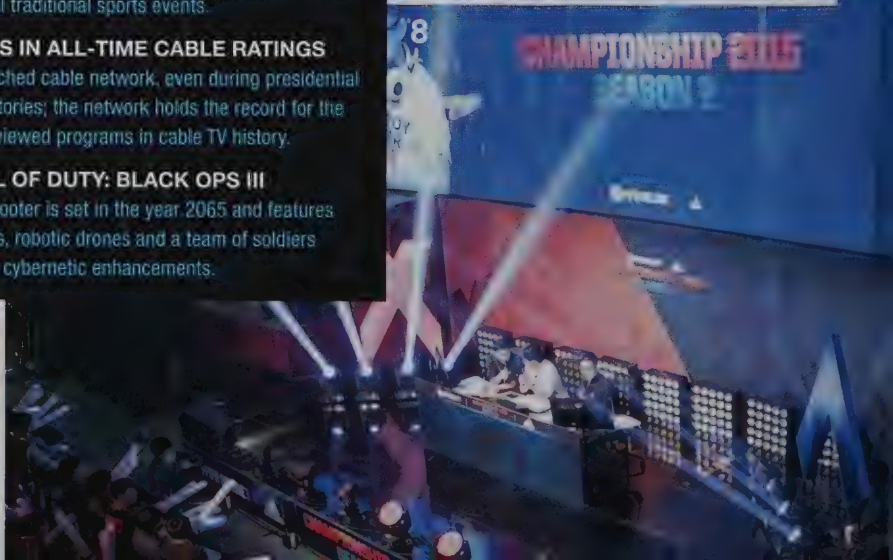 l traditional sports events.
S IN ALL-TIME CABLE RATINGS
ched cable network, even during presidential
tories; the network holds the record for the
viewed programs in cable TV history.
L OF DUTY: BLACK OPS III
ooter is set in the year 2065 and features
, robotic drones and a team of soldiers
cybernetic enhancements.
'8
CHAMPIONSHIP 2015
SEASON 2